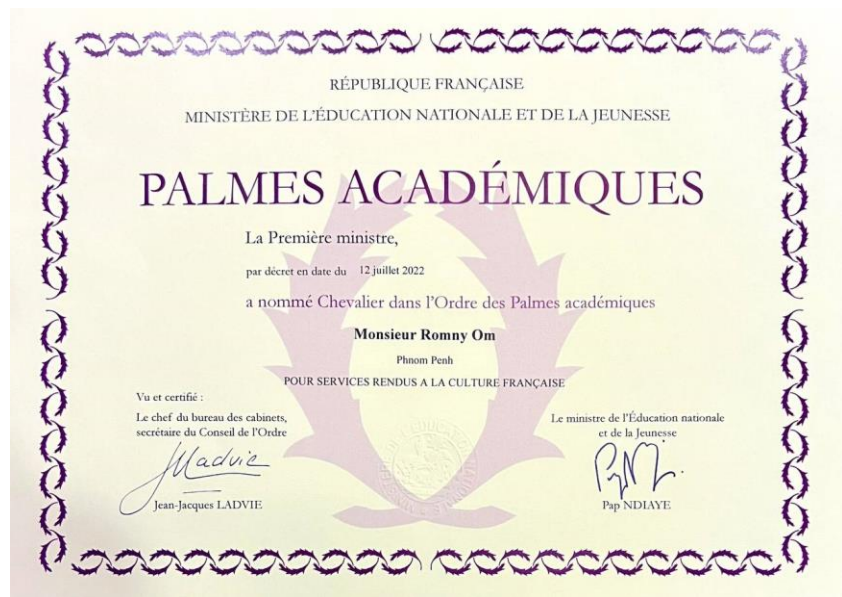 RÉPUBLIQUE FRANÇAISE
MINISTÈRE DE L'ÉDUCATION NATIONALE ET DE LA JEUNESSE
PALMES ACADÉMIQUES
La Première ministre,
par décret en date du 12 juillet 2022
a nommé Chevalier dans l'Ordre des Palmes académiques
Monsieur Romny Om
Phnom Penh
POUR SERVICES RENDUS A LA CULTURE FRANÇAISE
Vu et certifié :
Le chef du bureau des cabinets,
secrétaire du Conseil de l'Ordre
Jean-Jacques LADVIE
Le ministre de l'Éducation nationale
et de la Jeunesse
Pap NDIAYE